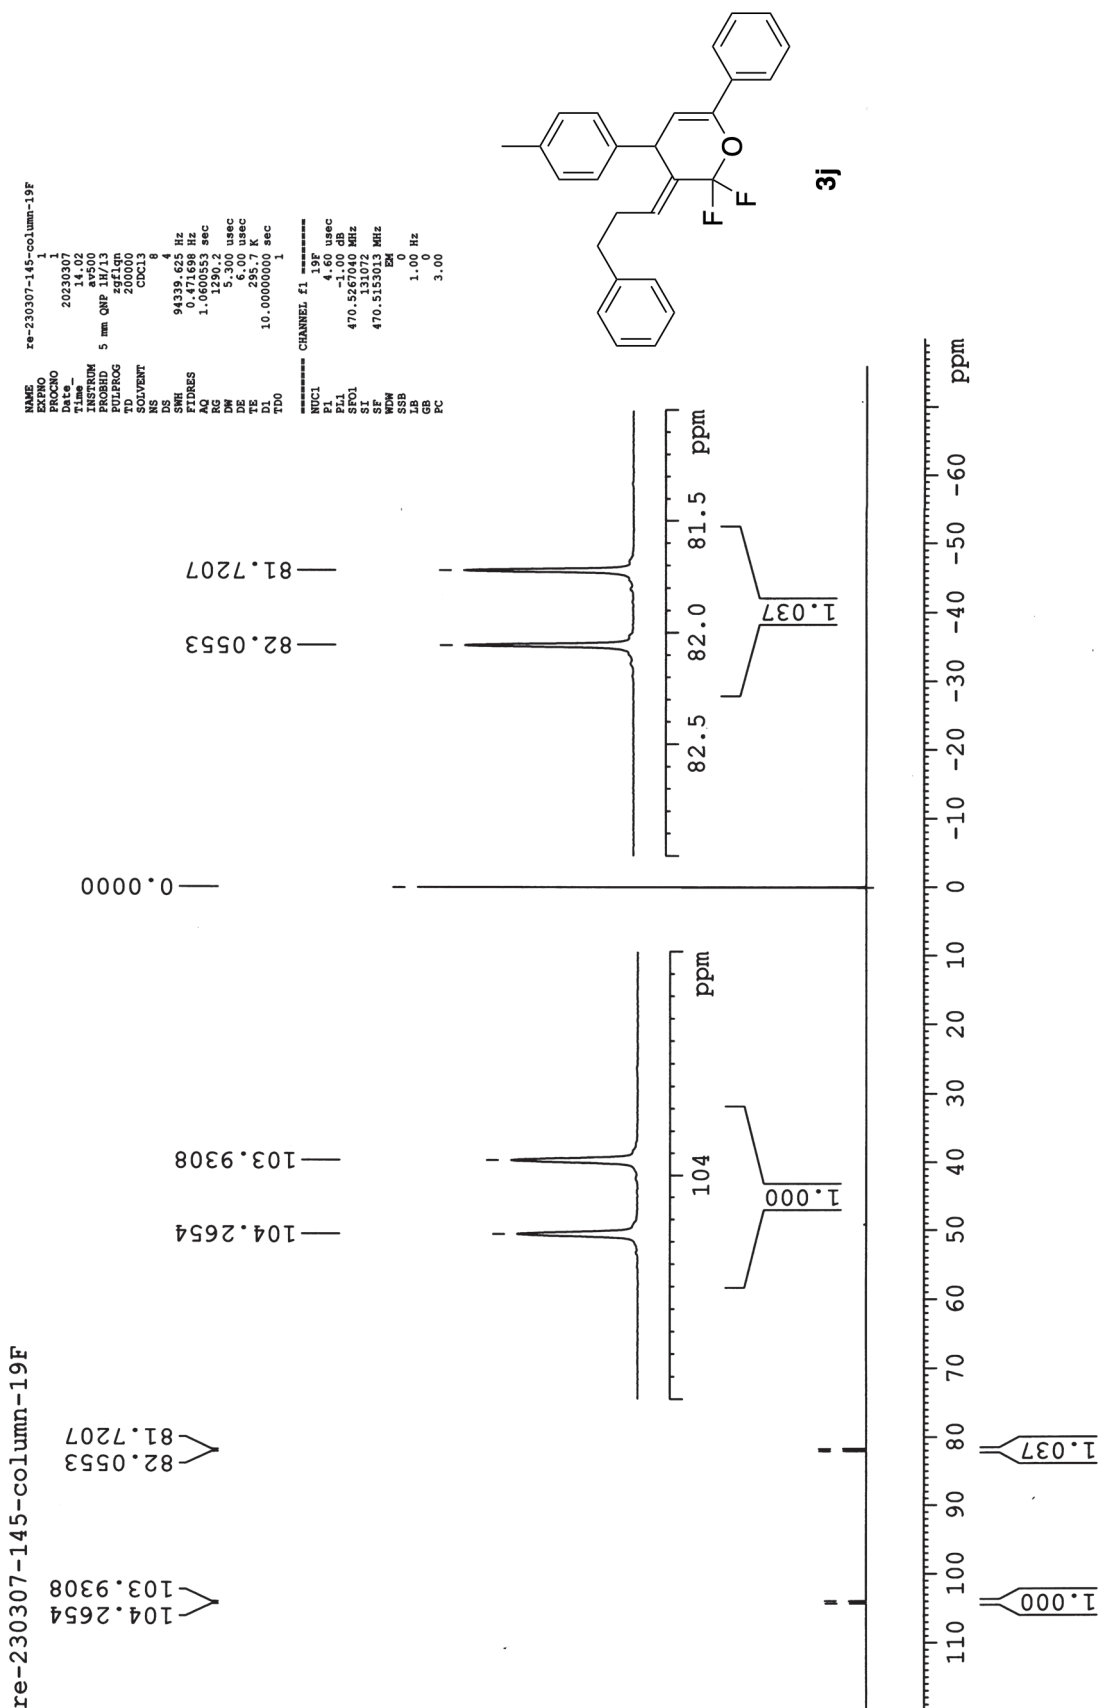 re-230307-145-column-19F
NAME re-230307-145-column-19F
EXPNO 1
PROCNO 1
Date_ 20230307
Time_ 14.02
INSTRUM av500
PROBHD 5 mm QNP 1H/13
PULPROG zgflqn
TD 200000
SOLVENT CDCl3
NS 8
DS 4
SWH 94339.625 Hz
FIDRES 0.471698 Hz
AQ 1.0600553 sec
RG 1290.2
DW 5.300 usec
DE 6.00 usec
TE 295.7 K
D1 10.00000000 sec
TD0 1
======== CHANNEL f1 ========
NUC1 19F
P1 4.60 usec
PL1 -1.00 dB
SFO1 470.5267040 MHz
SI 131072
SF 470.5153013 MHz
WDW EM
SSB 0
LB 1.00 Hz
GB 0
PC 3.00
104.2654
103.9308
82.0553
81.7207
0.0000
104.2654
103.9308
82.0553
81.7207
104 ppm
82.5 82.0 81.5 ppm
1.000
1.037
F
F
O
3j
110 100 90 80 70 60 50 40 30 20 10 0 -10 -20 -30 -40 -50 -60 ppm
1.000
1.037